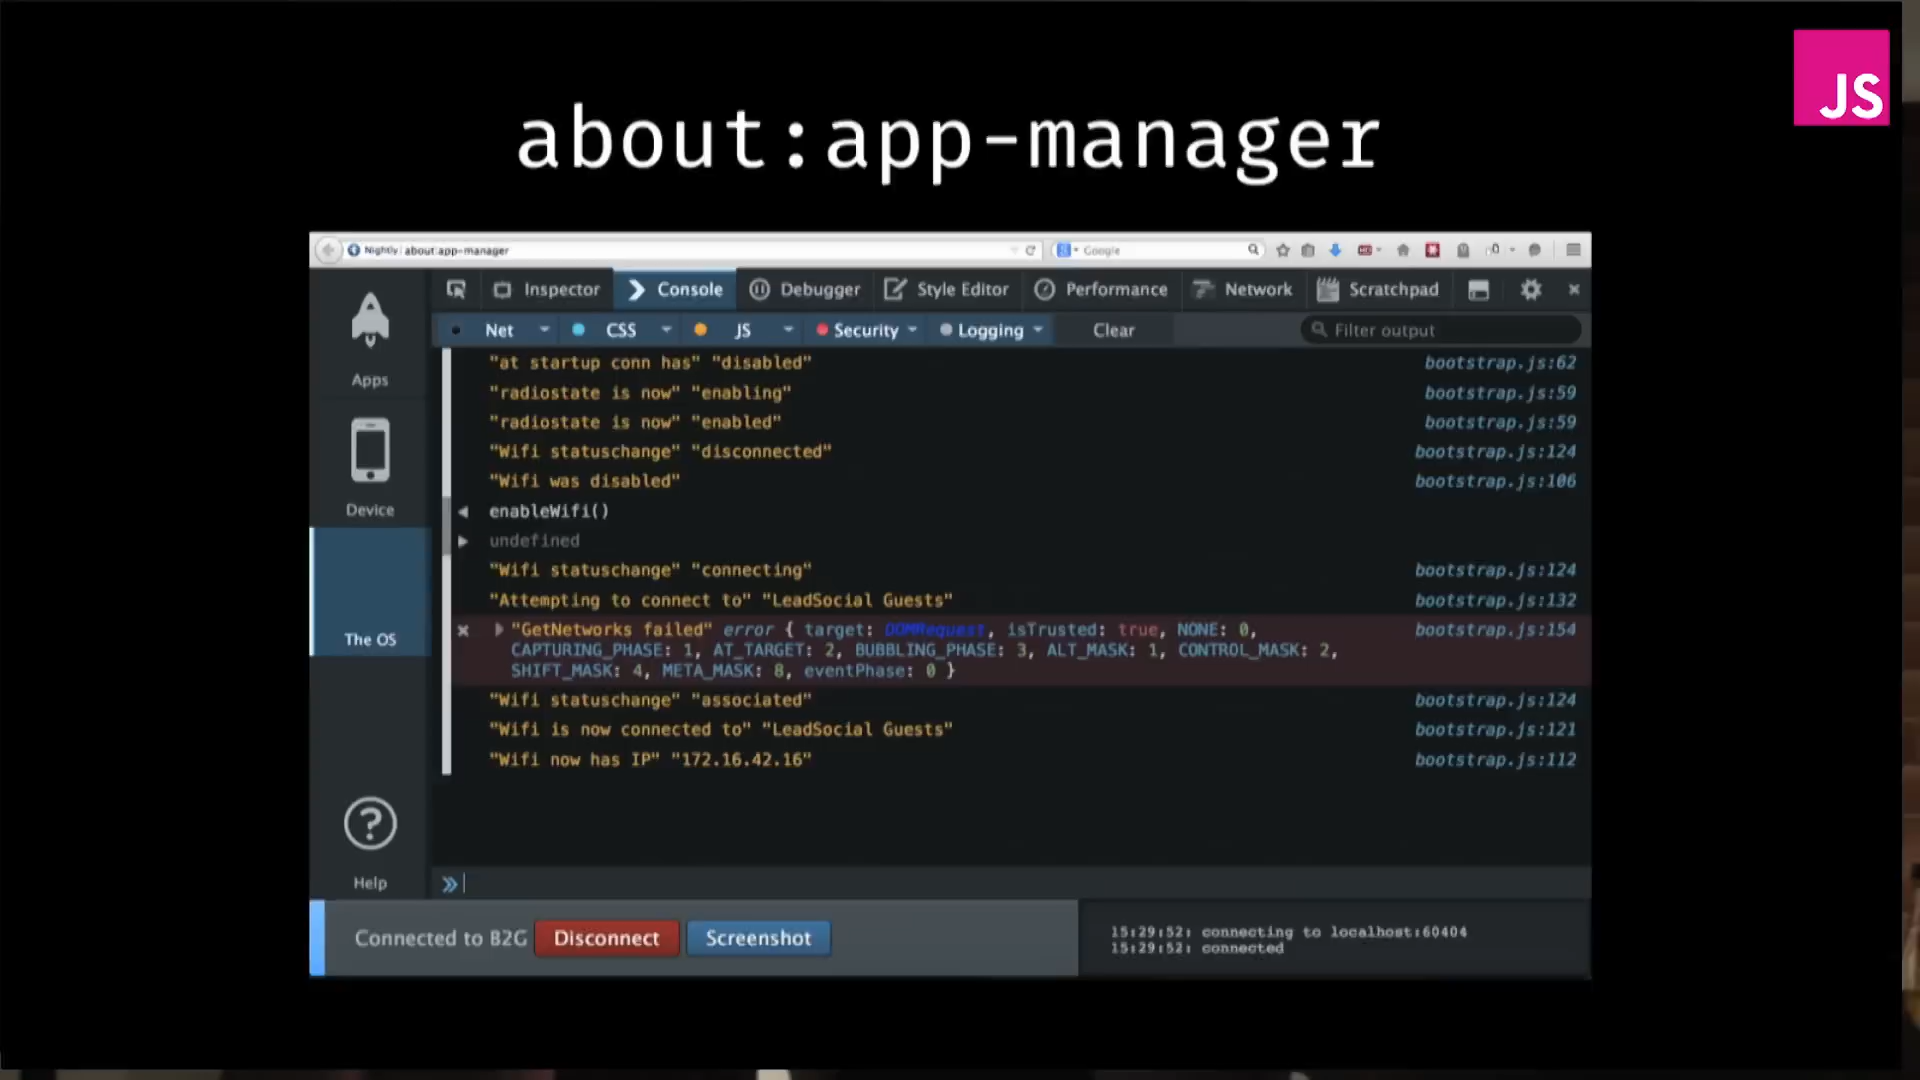 JS
about:app-manager
Nightly about:app-manager
Google
Inspector Console Debugger Style Editor Performance Network Scratchpad
Net CSS JS Security Logging Clear Filter output
Apps
Device
The OS
Help
"at startup conn has" "disabled" bootstrap.js:62
"radiostate is now" "enabling" bootstrap.js:59
"radiostate is now" "enabled" bootstrap.js:59
"Wifi statuschange" "disconnected" bootstrap.js:124
"Wifi was disabled" bootstrap.js:106
enableWifi()
undefined
"Wifi statuschange" "connecting" bootstrap.js:124
"Attempting to connect to" "LeadSocial Guests" bootstrap.js:132
"GetNetworks failed" error { target: DOMRequest, isTrusted: true, NONE: 0, bootstrap.js:154
CAPTURING_PHASE: 1, AT_TARGET: 2, BUBBLING_PHASE: 3, ALT_MASK: 1, CONTROL_MASK: 2,
SHIFT_MASK: 4, META_MASK: 8, eventPhase: 0 }
"Wifi statuschange" "associated" bootstrap.js:124
"Wifi is now connected to" "LeadSocial Guests" bootstrap.js:121
"Wifi now has IP" "172.16.42.16" bootstrap.js:112
Connected to B2G Disconnect Screenshot
15:29:52: connecting to localhost:60404
15:29:52: connected